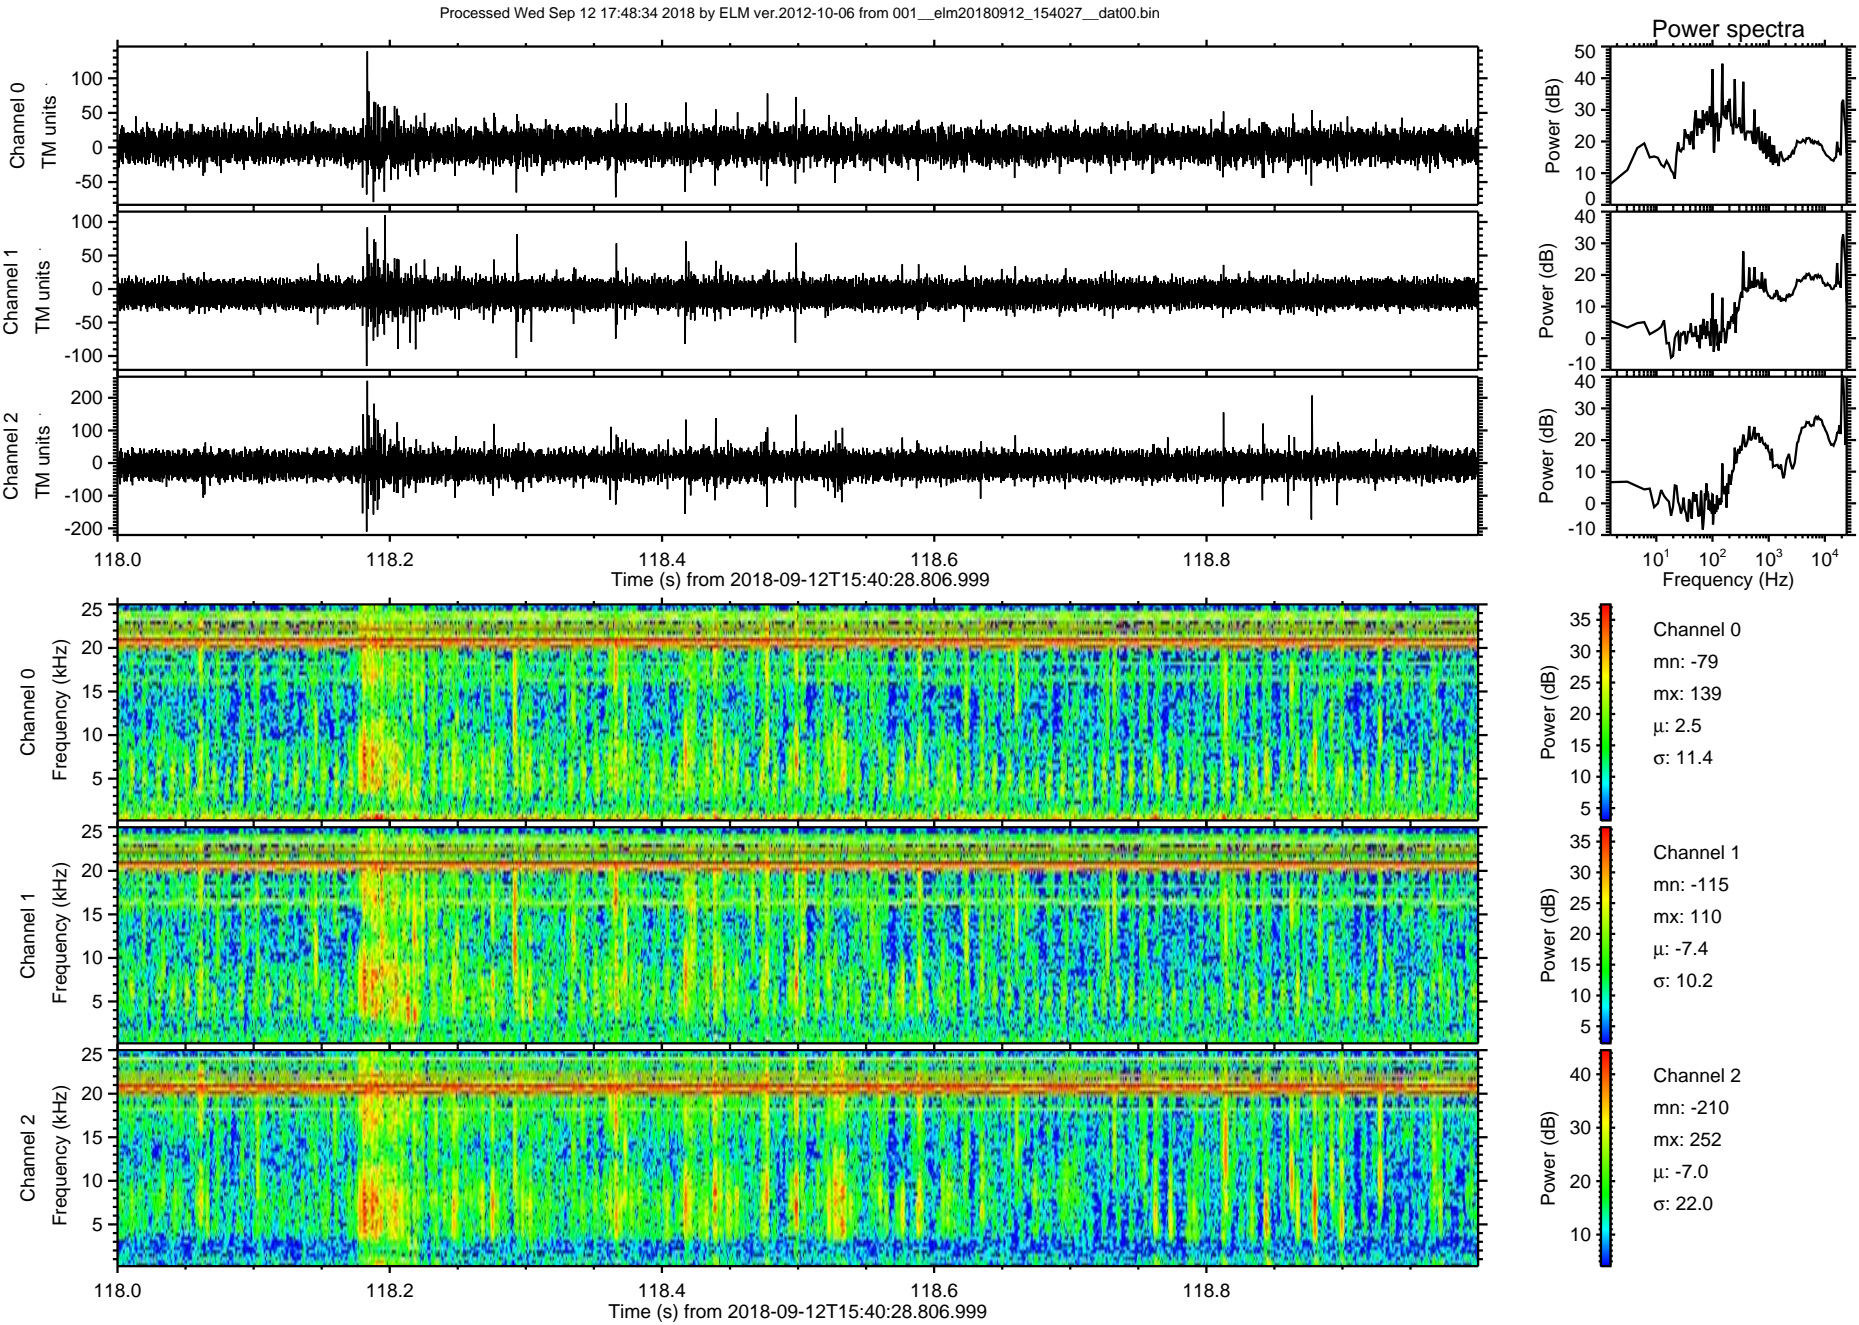 Processed Wed Sep 12 17:48:34 2018 by ELM ver.2012-10-06 from 001__elm20180912_154027__dat00.bin
Power spectra
Channel 0
TM units
100
50
0
-50
Power (dB)
50
40
30
20
10
0
Channel 1
TM units
100
50
0
-50
-100
Power (dB)
40
30
20
10
0
-10
Channel 2
TM units
200
100
0
-100
-200
Power (dB)
40
30
20
10
0
-10
118.0 118.2 118.4 118.6 118.8
Time (s) from 2018-09-12T15:40:28.806.999
10¹ 10² 10³ 10⁴
Frequency (Hz)
Channel 0
Frequency (kHz)
25
20
15
10
5
Power (dB)
35
30
25
20
15
10
5
Channel 0
mn: -79
mx: 139
μ: 2.5
σ: 11.4
Channel 1
Frequency (kHz)
25
20
15
10
5
Power (dB)
35
30
25
20
15
10
5
Channel 1
mn: -115
mx: 110
μ: -7.4
σ: 10.2
Channel 2
Frequency (kHz)
25
20
15
10
5
Power (dB)
40
30
20
10
Channel 2
mn: -210
mx: 252
μ: -7.0
σ: 22.0
118.0 118.2 118.4 118.6 118.8
Time (s) from 2018-09-12T15:40:28.806.999